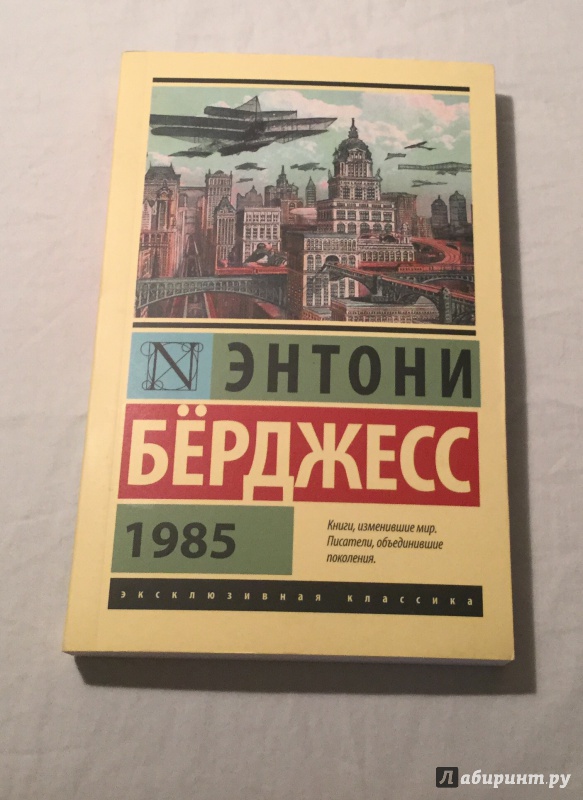 N
ЭНТОНИ
БЁРДЖЕСС
1985
Книги, изменившие мир.
Писатели, объединившие
поколения.
эксклюзивная классика
Лабиринт.ру